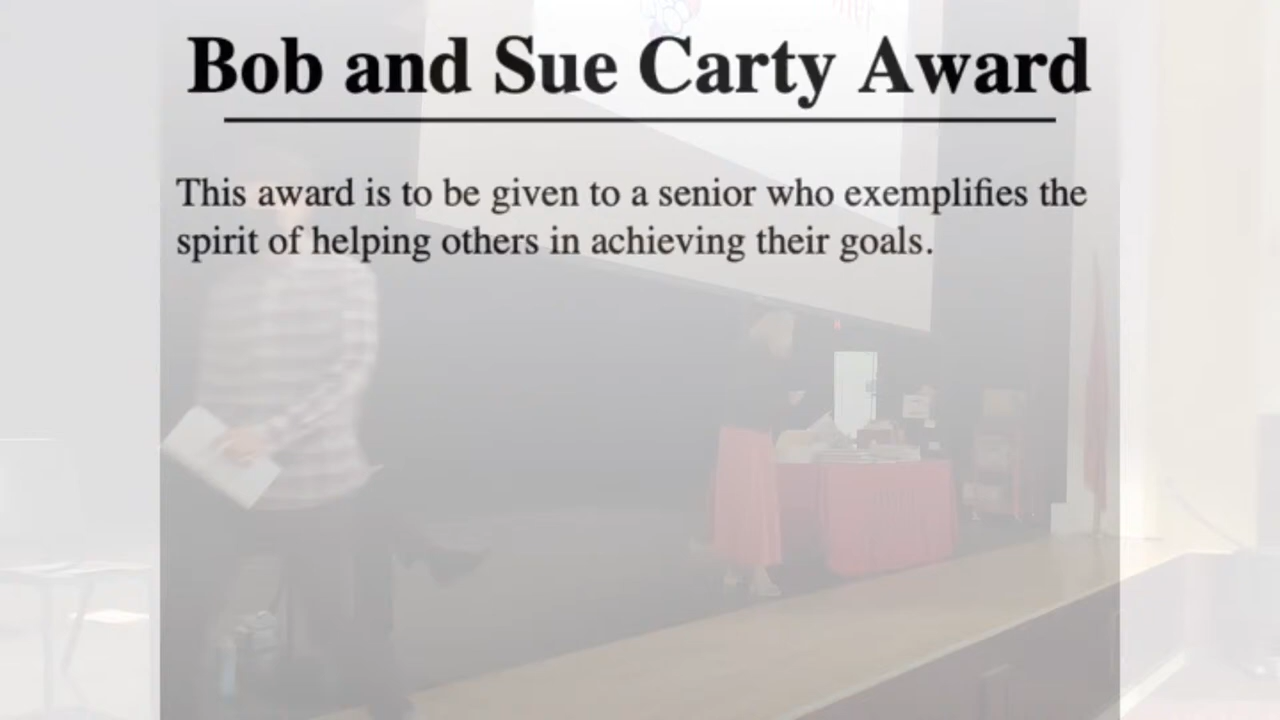 Bob and Sue Carty Award
This award is to be given to a senior who exemplifies the
spirit of helping others in achieving their goals.